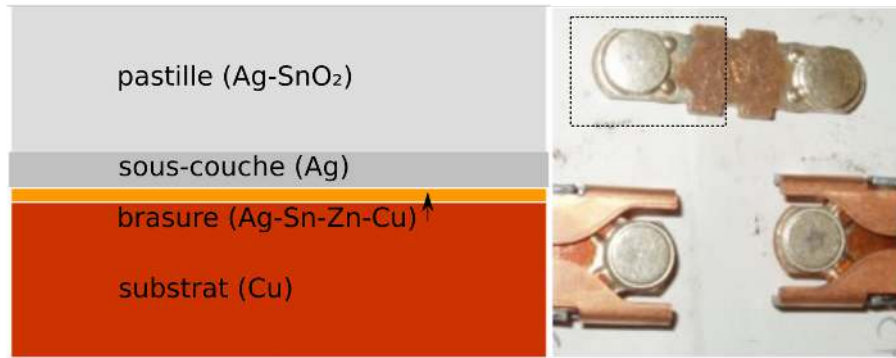 pastille (Ag-SnO₂)
sous-couche (Ag)
brasure (Ag-Sn-Zn-Cu)
substrat (Cu)